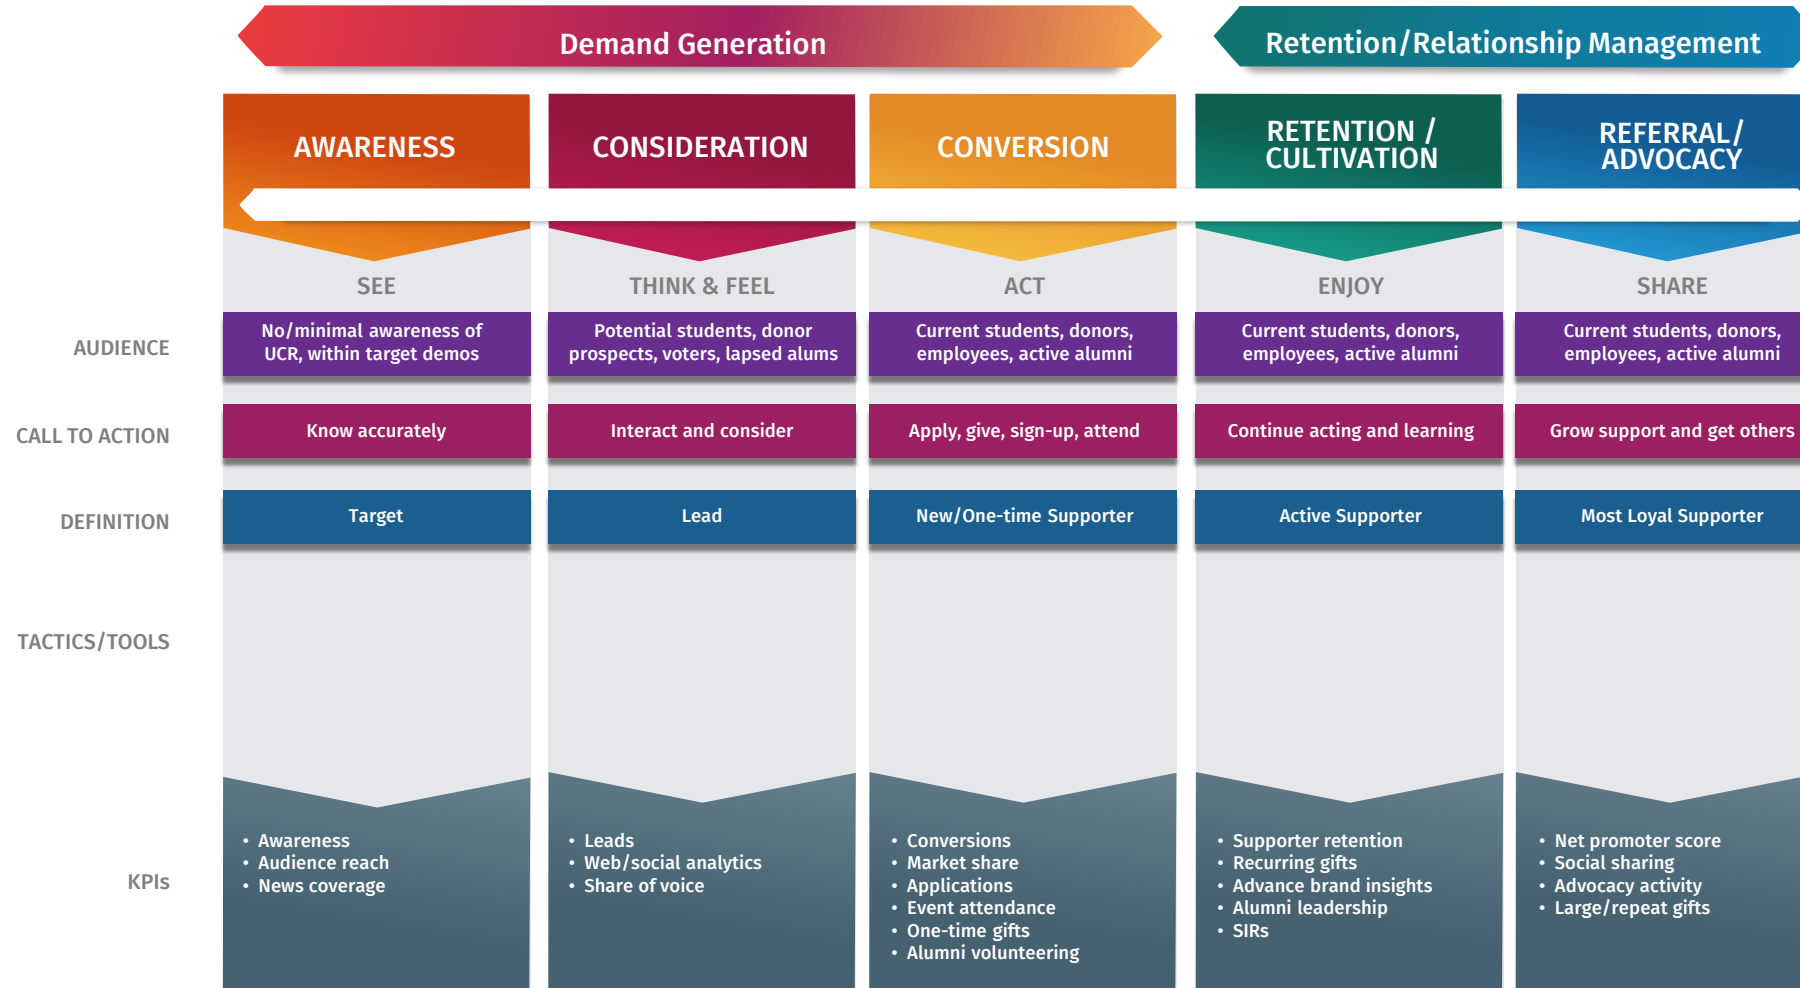 Demand Generation
Retention/Relationship Management
AWARENESS
CONSIDERATION
CONVERSION
RETENTION /
CULTIVATION
REFERRAL/
ADVOCACY
SEE
THINK & FEEL
ACT
ENJOY
SHARE
AUDIENCE
No/minimal awareness of
UCR, within target demos
Potential students, donor
prospects, voters, lapsed alums
Current students, donors,
employees, active alumni
Current students, donors,
employees, active alumni
Current students, donors,
employees, active alumni
CALL TO ACTION
Know accurately
Interact and consider
Apply, give, sign-up, attend
Continue acting and learning
Grow support and get others
DEFINITION
Target
Lead
New/One-time Supporter
Active Supporter
Most Loyal Supporter
TACTICS/TOOLS
KPIs
• Awareness
• Audience reach
• News coverage
• Leads
• Web/social analytics
• Share of voice
• Conversions
• Market share
• Applications
• Event attendance
• One-time gifts
• Alumni volunteering
• Supporter retention
• Recurring gifts
• Advance brand insights
• Alumni leadership
• SIRs
• Net promoter score
• Social sharing
• Advocacy activity
• Large/repeat gifts